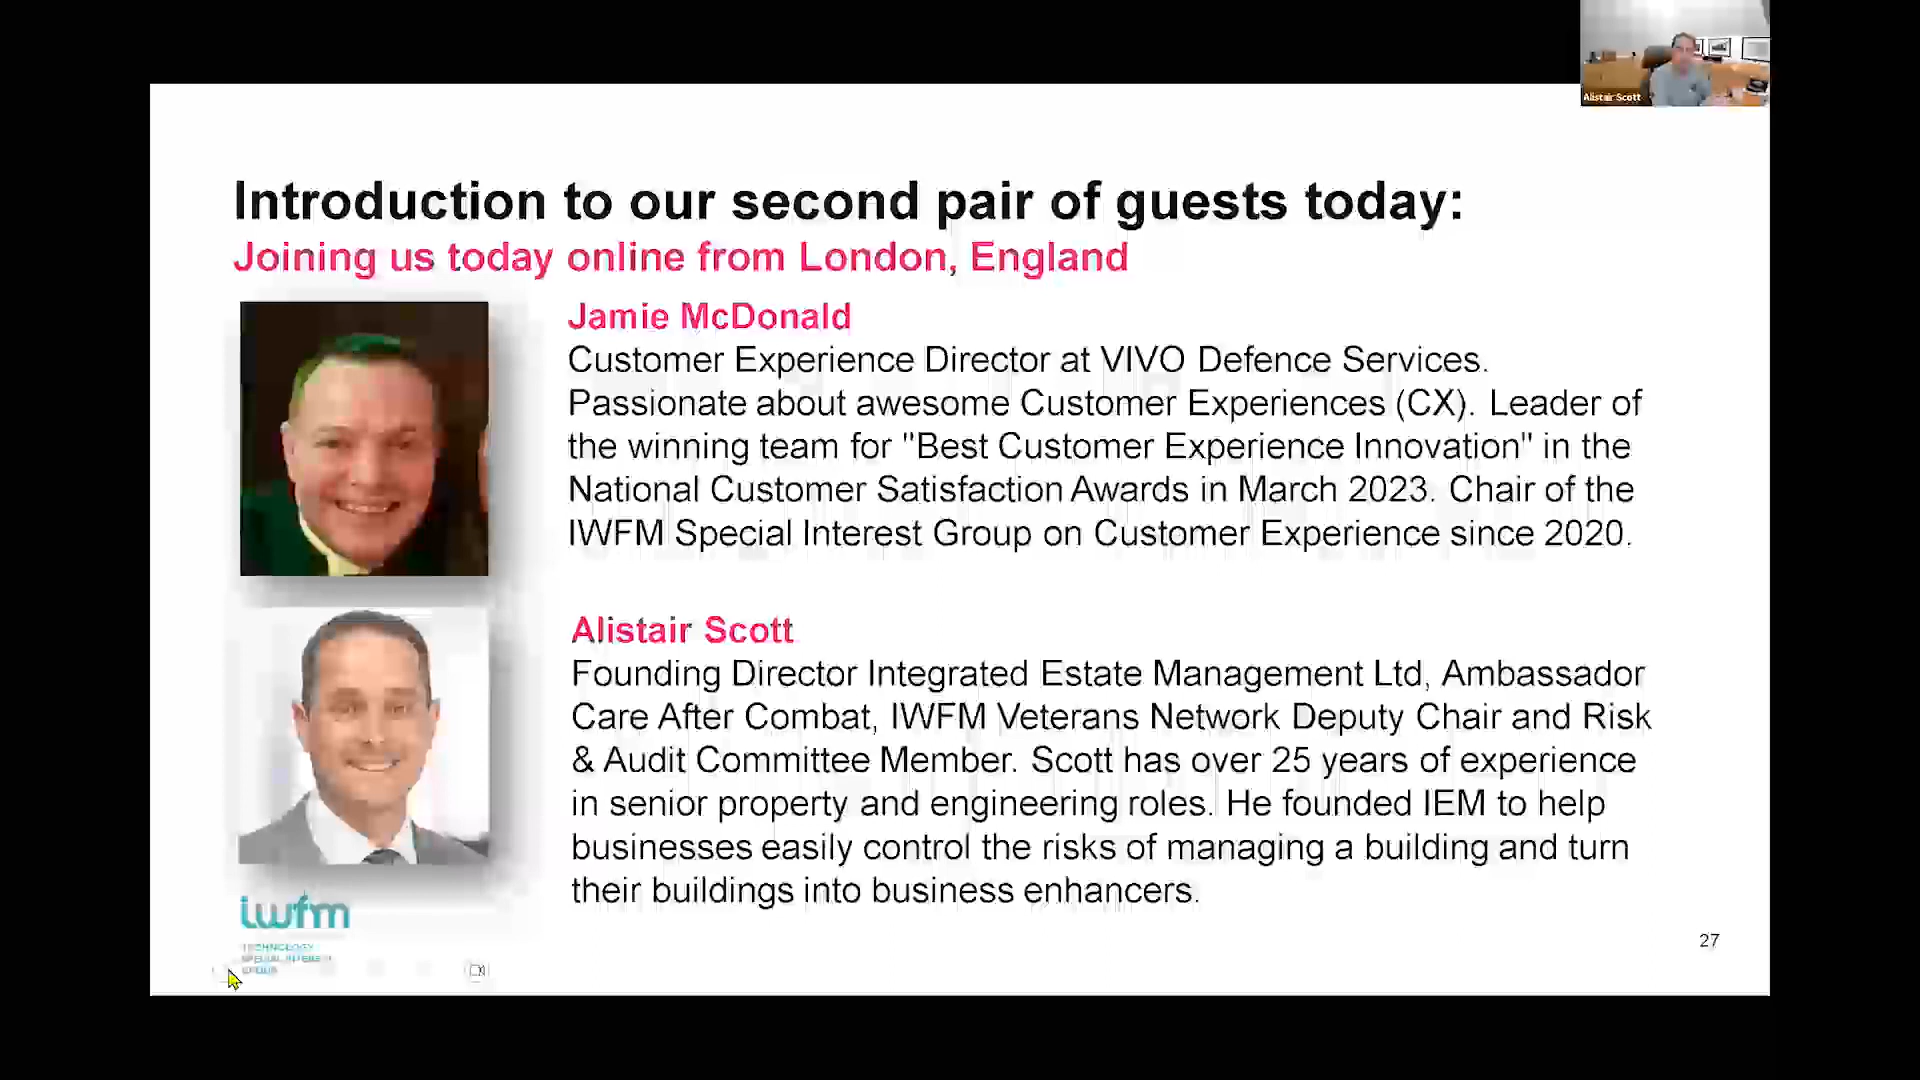 Alistair Scott
Introduction to our second pair of guests today:
Joining us today online from London, England
Jamie McDonald
Customer Experience Director at VIVO Defence Services.
Passionate about awesome Customer Experiences (CX). Leader of
the winning team for "Best Customer Experience Innovation" in the
National Customer Satisfaction Awards in March 2023. Chair of the
IWFM Special Interest Group on Customer Experience since 2020.
Alistair Scott
Founding Director Integrated Estate Management Ltd, Ambassador
Care After Combat, IWFM Veterans Network Deputy Chair and Risk
& Audit Committee Member. Scott has over 25 years of experience
in senior property and engineering roles. He founded IEM to help
businesses easily control the risks of managing a building and turn
their buildings into business enhancers.
iwfm
TECHNOLOGY
SPECIAL INTEREST
GROUP
27